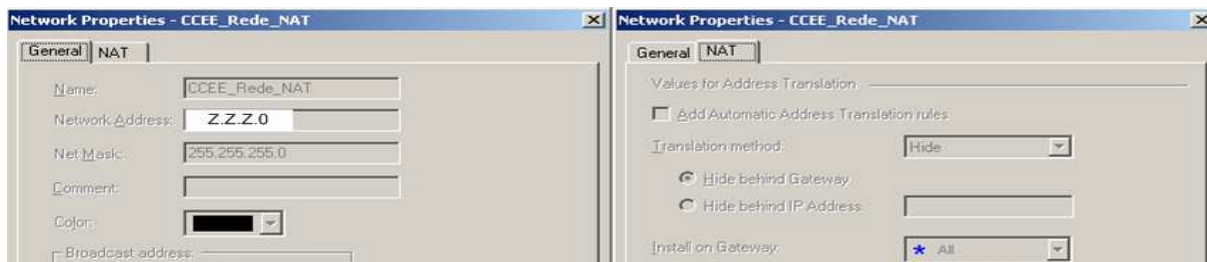 Network Properties - CCEE_Rede_NAT
General NAT
Name: CCEE_Rede_NAT
Network Address: Z.Z.Z.0
Net Mask: 255.255.255.0
Comment:
Color:
Broadcast address:
Network Properties - CCEE_Rede_NAT
General NAT
Values for Address Translation
Add Automatic Address Translation rules
Translation method: Hide
Hide behind Gateway
Hide behind IP Address
Install on Gateway: * All